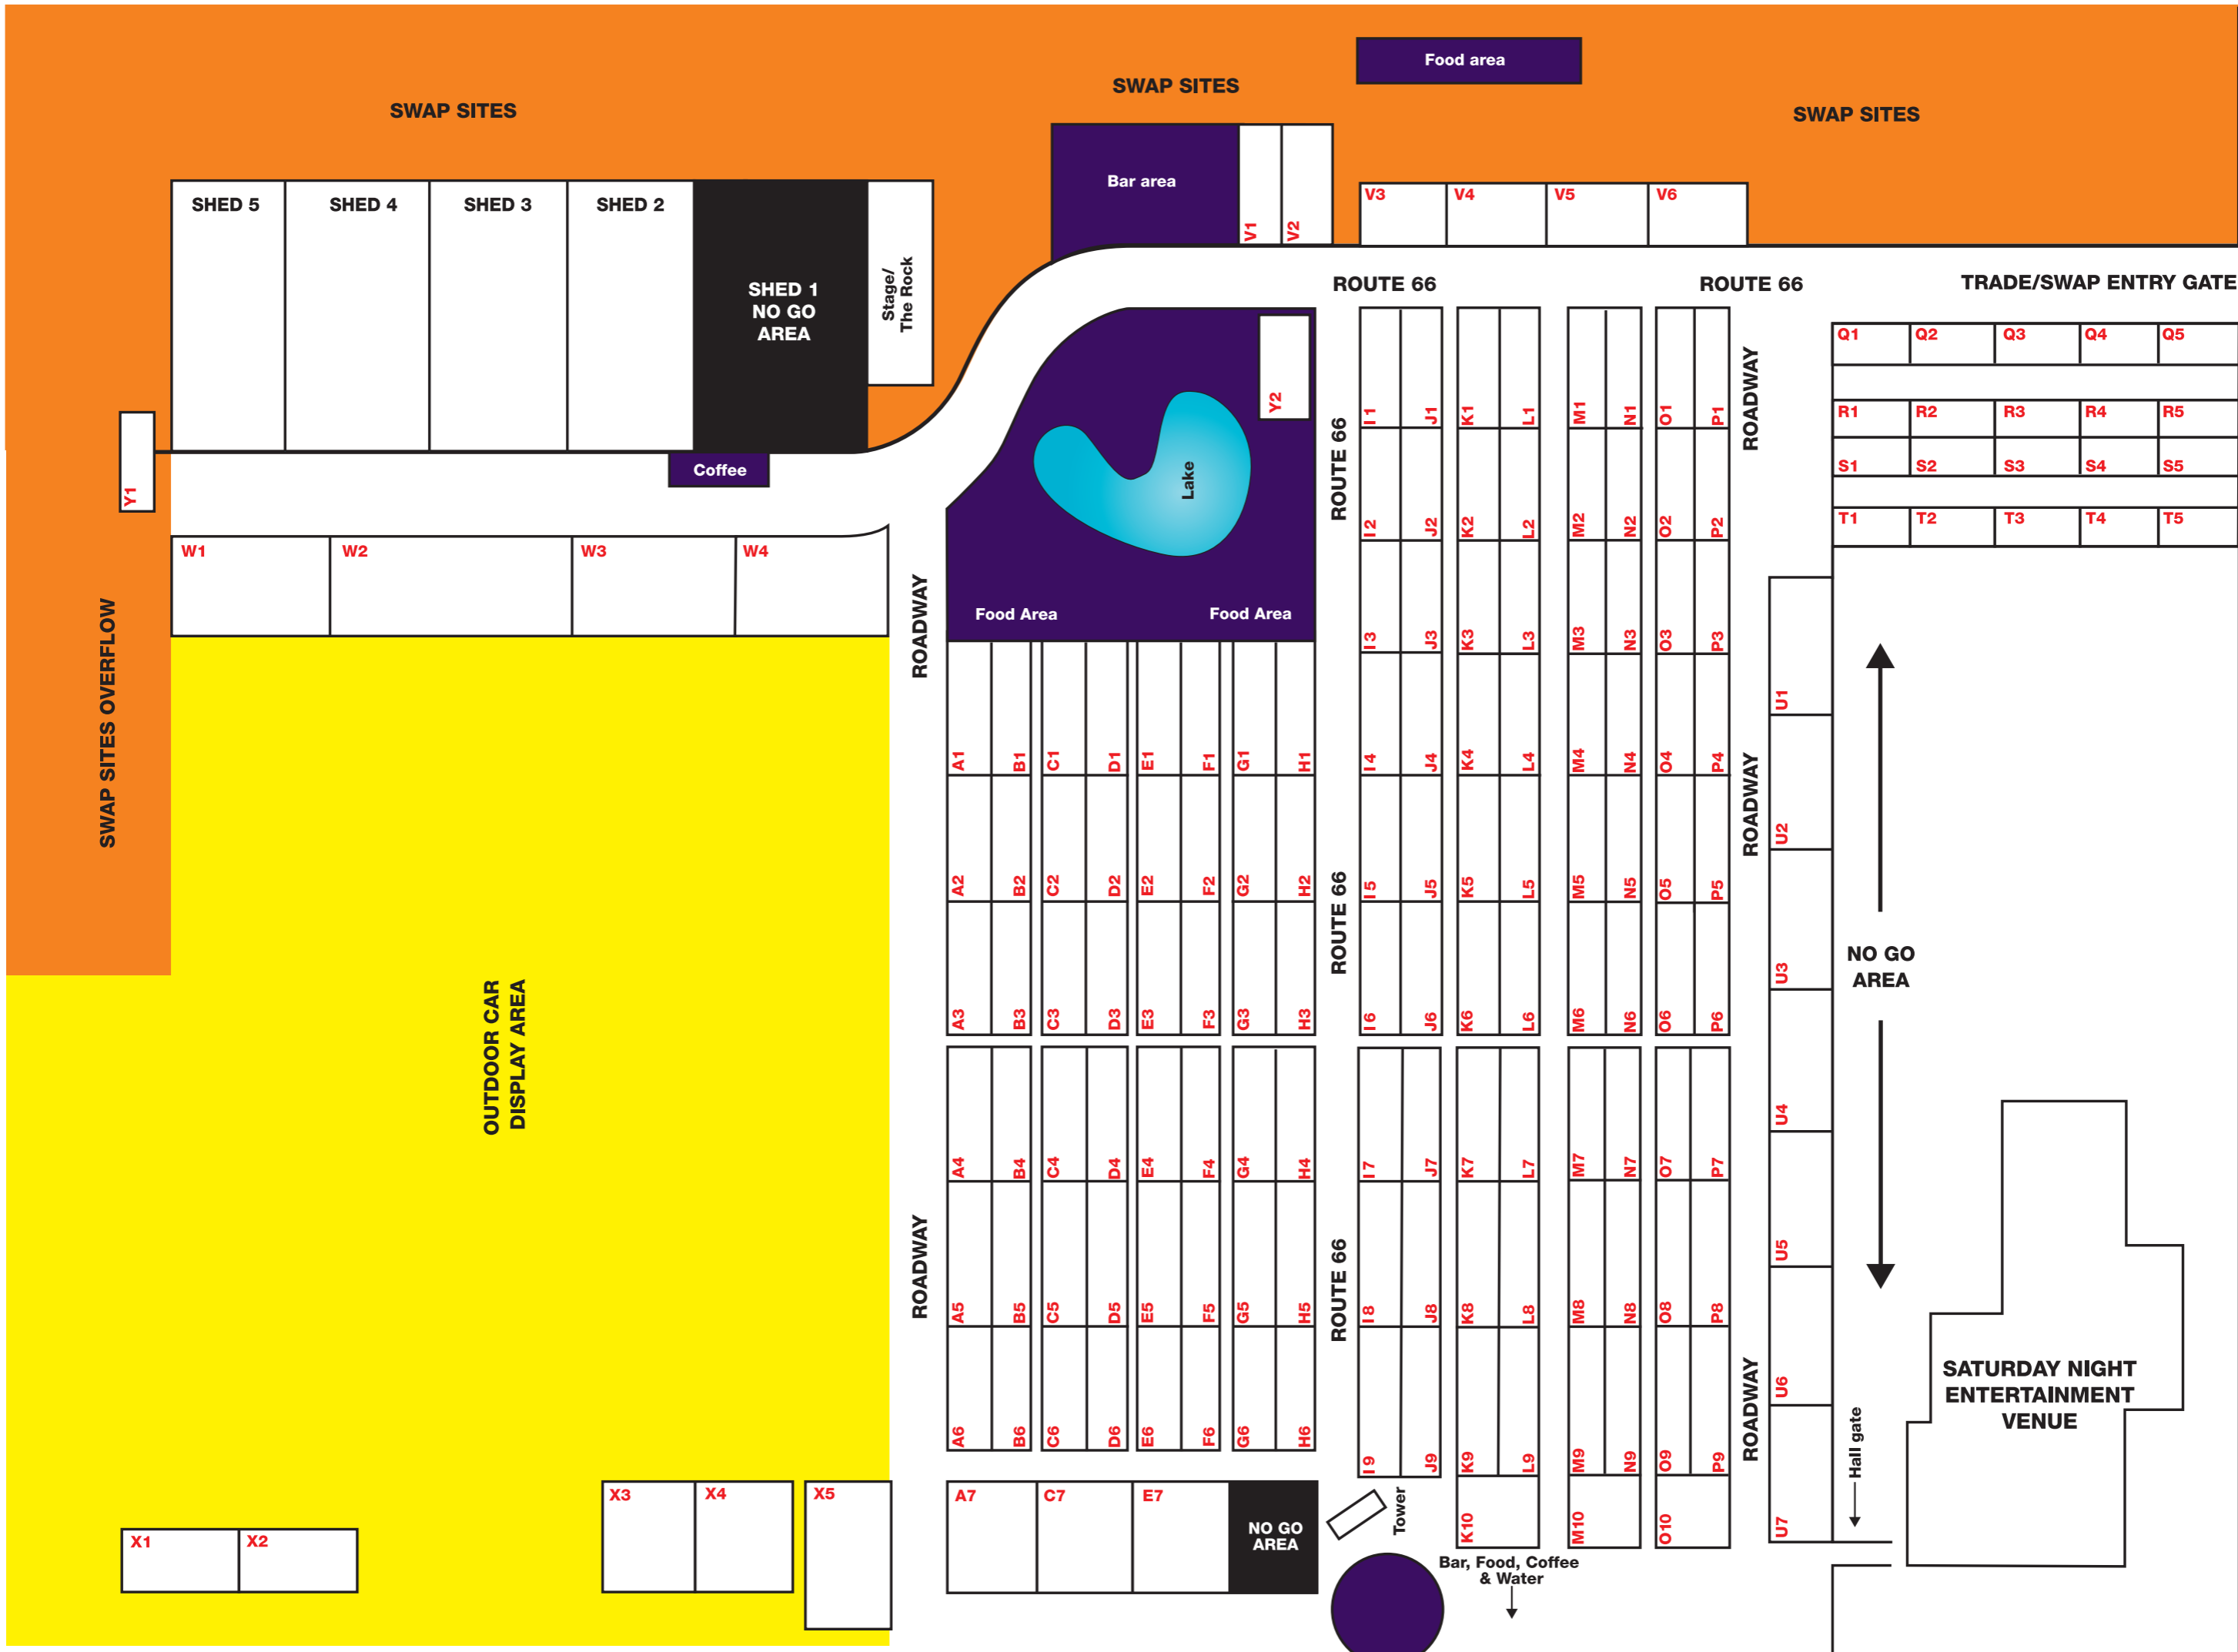 Food area
SWAP SITES
SWAP SITES
SWAP SITES
Bar area
V1
V2
V3
V4
V5
V6
SHED 5
SHED 4
SHED 3
SHED 2
SHED 1
NO GO
AREA
Stage/
The Rock
ROUTE 66
ROUTE 66
TRADE/SWAP ENTRY GATE
Q1
Q2
Q3
Q4
Q5
R1
R2
R3
R4
R5
S1
S2
S3
S4
S5
T1
T2
T3
T4
T5
Y1
Coffee
Y2
Lake
Food Area
Food Area
W1
W2
W3
W4
SWAP SITES OVERFLOW
OUTDOOR CAR
DISPLAY AREA
ROADWAY
ROADWAY
ROUTE 66
ROUTE 66
ROUTE 66
ROADWAY
ROADWAY
ROADWAY
I1
J1
K1
L1
M1
N1
O1
P1
I2
J2
K2
L2
M2
N2
O2
P2
I3
J3
K3
L3
M3
N3
O3
P3
A1
B1
C1
D1
E1
F1
G1
H1
I4
J4
K4
L4
M4
N4
O4
P4
A2
B2
C2
D2
E2
F2
G2
H2
I5
J5
K5
L5
M5
N5
O5
P5
A3
B3
C3
D3
E3
F3
G3
H3
I6
J6
K6
L6
M6
N6
O6
P6
A4
B4
C4
D4
E4
F4
G4
H4
I7
J7
K7
L7
M7
N7
O7
P7
A5
B5
C5
D5
E5
F5
G5
H5
I8
J8
K8
L8
M8
N8
O8
P8
A6
B6
C6
D6
E6
F6
G6
H6
I9
J9
K9
L9
M9
N9
O9
P9
K10
M10
O10
U1
U2
U3
U4
U5
U6
U7
NO GO
AREA
SATURDAY NIGHT
ENTERTAINMENT
VENUE
Hall gate
X1
X2
X3
X4
X5
A7
C7
E7
NO GO
AREA
Tower
Bar, Food, Coffee
& Water